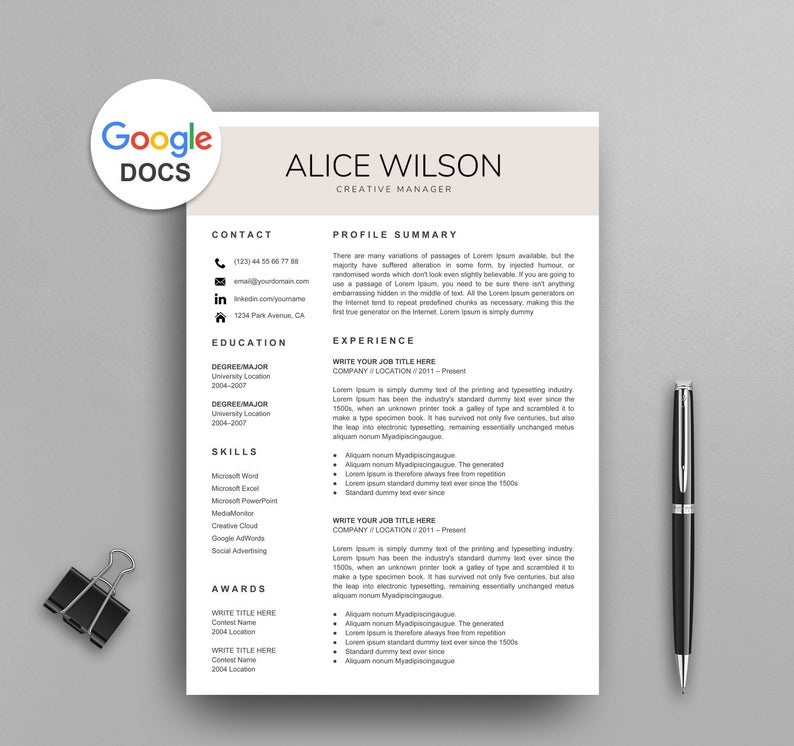 Google
DOCS
ALICE WILSON
CREATIVE MANAGER
CONTACT
(123) 44 55 66 77 88
email@yourdomain.com
in
linkedin.com/yourname
1234 Park Avenue, CA
EDUCATION
DEGREE/MAJOR
University Location
2004–2007
DEGREE/MAJOR
University Location
2004–2007
SKILLS
Microsoft Word
Microsoft Excel
Microsoft PowerPoint
MediaMonitor
Creative Cloud
Google AdWords
Social Advertising
AWARDS
WRITE TITLE HERE
Contest Name
2004 Location
WRITE TITLE HERE
Contest Name
2004 Location
PROFILE SUMMARY
There are many variations of passages of Lorem Ipsum available, but the
majority have suffered alteration in some form, by injected humour, or
randomised words which don't look even slightly believable. If you are going to
use a passage of Lorem Ipsum, you need to be sure there isn't anything
embarrassing hidden in the middle of text. All the Lorem Ipsum generators on
the Internet tend to repeat predefined chunks as necessary, making this the
first true generator on the Internet. Lorem Ipsum is simply dummy
EXPERIENCE
WRITE YOUR JOB TITLE HERE
COMPANY // LOCATION // 2011 – Present
Lorem Ipsum is simply dummy text of the printing and typesetting industry.
Lorem Ipsum has been the industry's standard dummy text ever since the
1500s, when an unknown printer took a galley of type and scrambled it to
make a type specimen book. It has survived not only five centuries, but also
the leap into electronic typesetting, remaining essentially unchanged metus
aliquam nonum Myadipiscingaugue.
● Aliquam nonum Myadipiscingaugue.
● Aliquam nonum Myadipiscingaugue. The generated
● Lorem Ipsum is therefore always free from repetition
● Lorem ipsum standard dummy text ever since the 1500s
● Standard dummy text ever since
WRITE YOUR JOB TITLE HERE
COMPANY // LOCATION // 2011 – Present
Lorem Ipsum is simply dummy text of the printing and typesetting industry.
Lorem Ipsum has been the industry's standard dummy text ever since the
1500s, when an unknown printer took a galley of type and scrambled it to
make a type specimen book. It has survived not only five centuries, but also
the leap into electronic typesetting, remaining essentially unchanged metus
aliquam nonum Myadipiscingaugue.
● Aliquam nonum Myadipiscingaugue.
● Aliquam nonum Myadipiscingaugue. The generated
● Lorem Ipsum is therefore always free from repetition
● Lorem ipsum standard dummy text ever since the 1500s
● Standard dummy text ever since
● Aliquam nonum Myadipiscingaugue